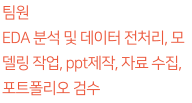 팀원
EDA 분석 및 데이터 전처리, 모
델링 작업, ppt제작, 자료 수집,
포트폴리오 검수